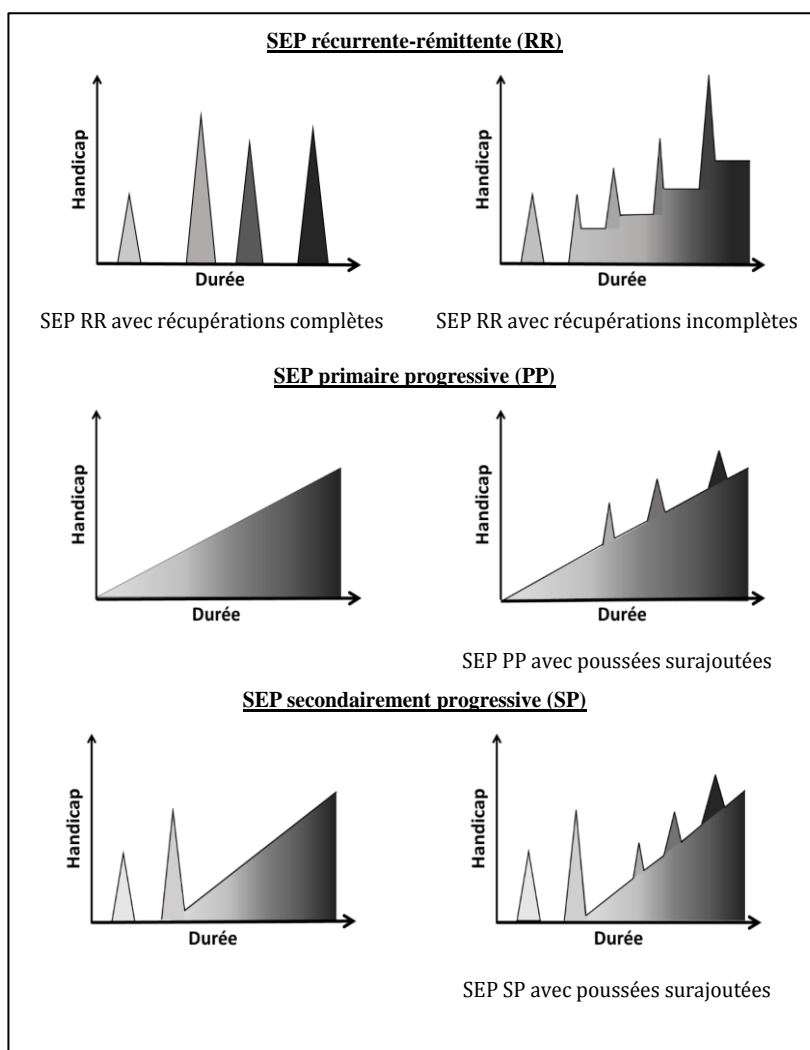 SEP récurrente-rémittente (RR)
Handicap
Durée
Handicap
Durée
SEP RR avec récupérations complètes
SEP RR avec récupérations incomplètes
SEP primaire progressive (PP)
Handicap
Durée
Handicap
Durée
SEP PP avec poussées surajoutées
SEP secondairement progressive (SP)
Handicap
Durée
Handicap
Durée
SEP SP avec poussées surajoutées